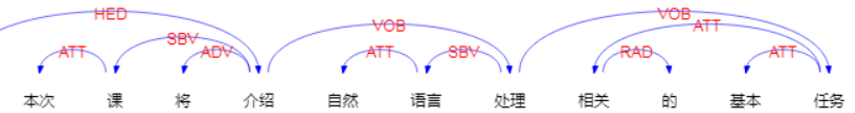 HED VOB VOB
SBV ATT
ATT ADV ATT SBV RAD ATT
本次 课 将 介绍 自然 语言 处理 相关 的 基本 任务